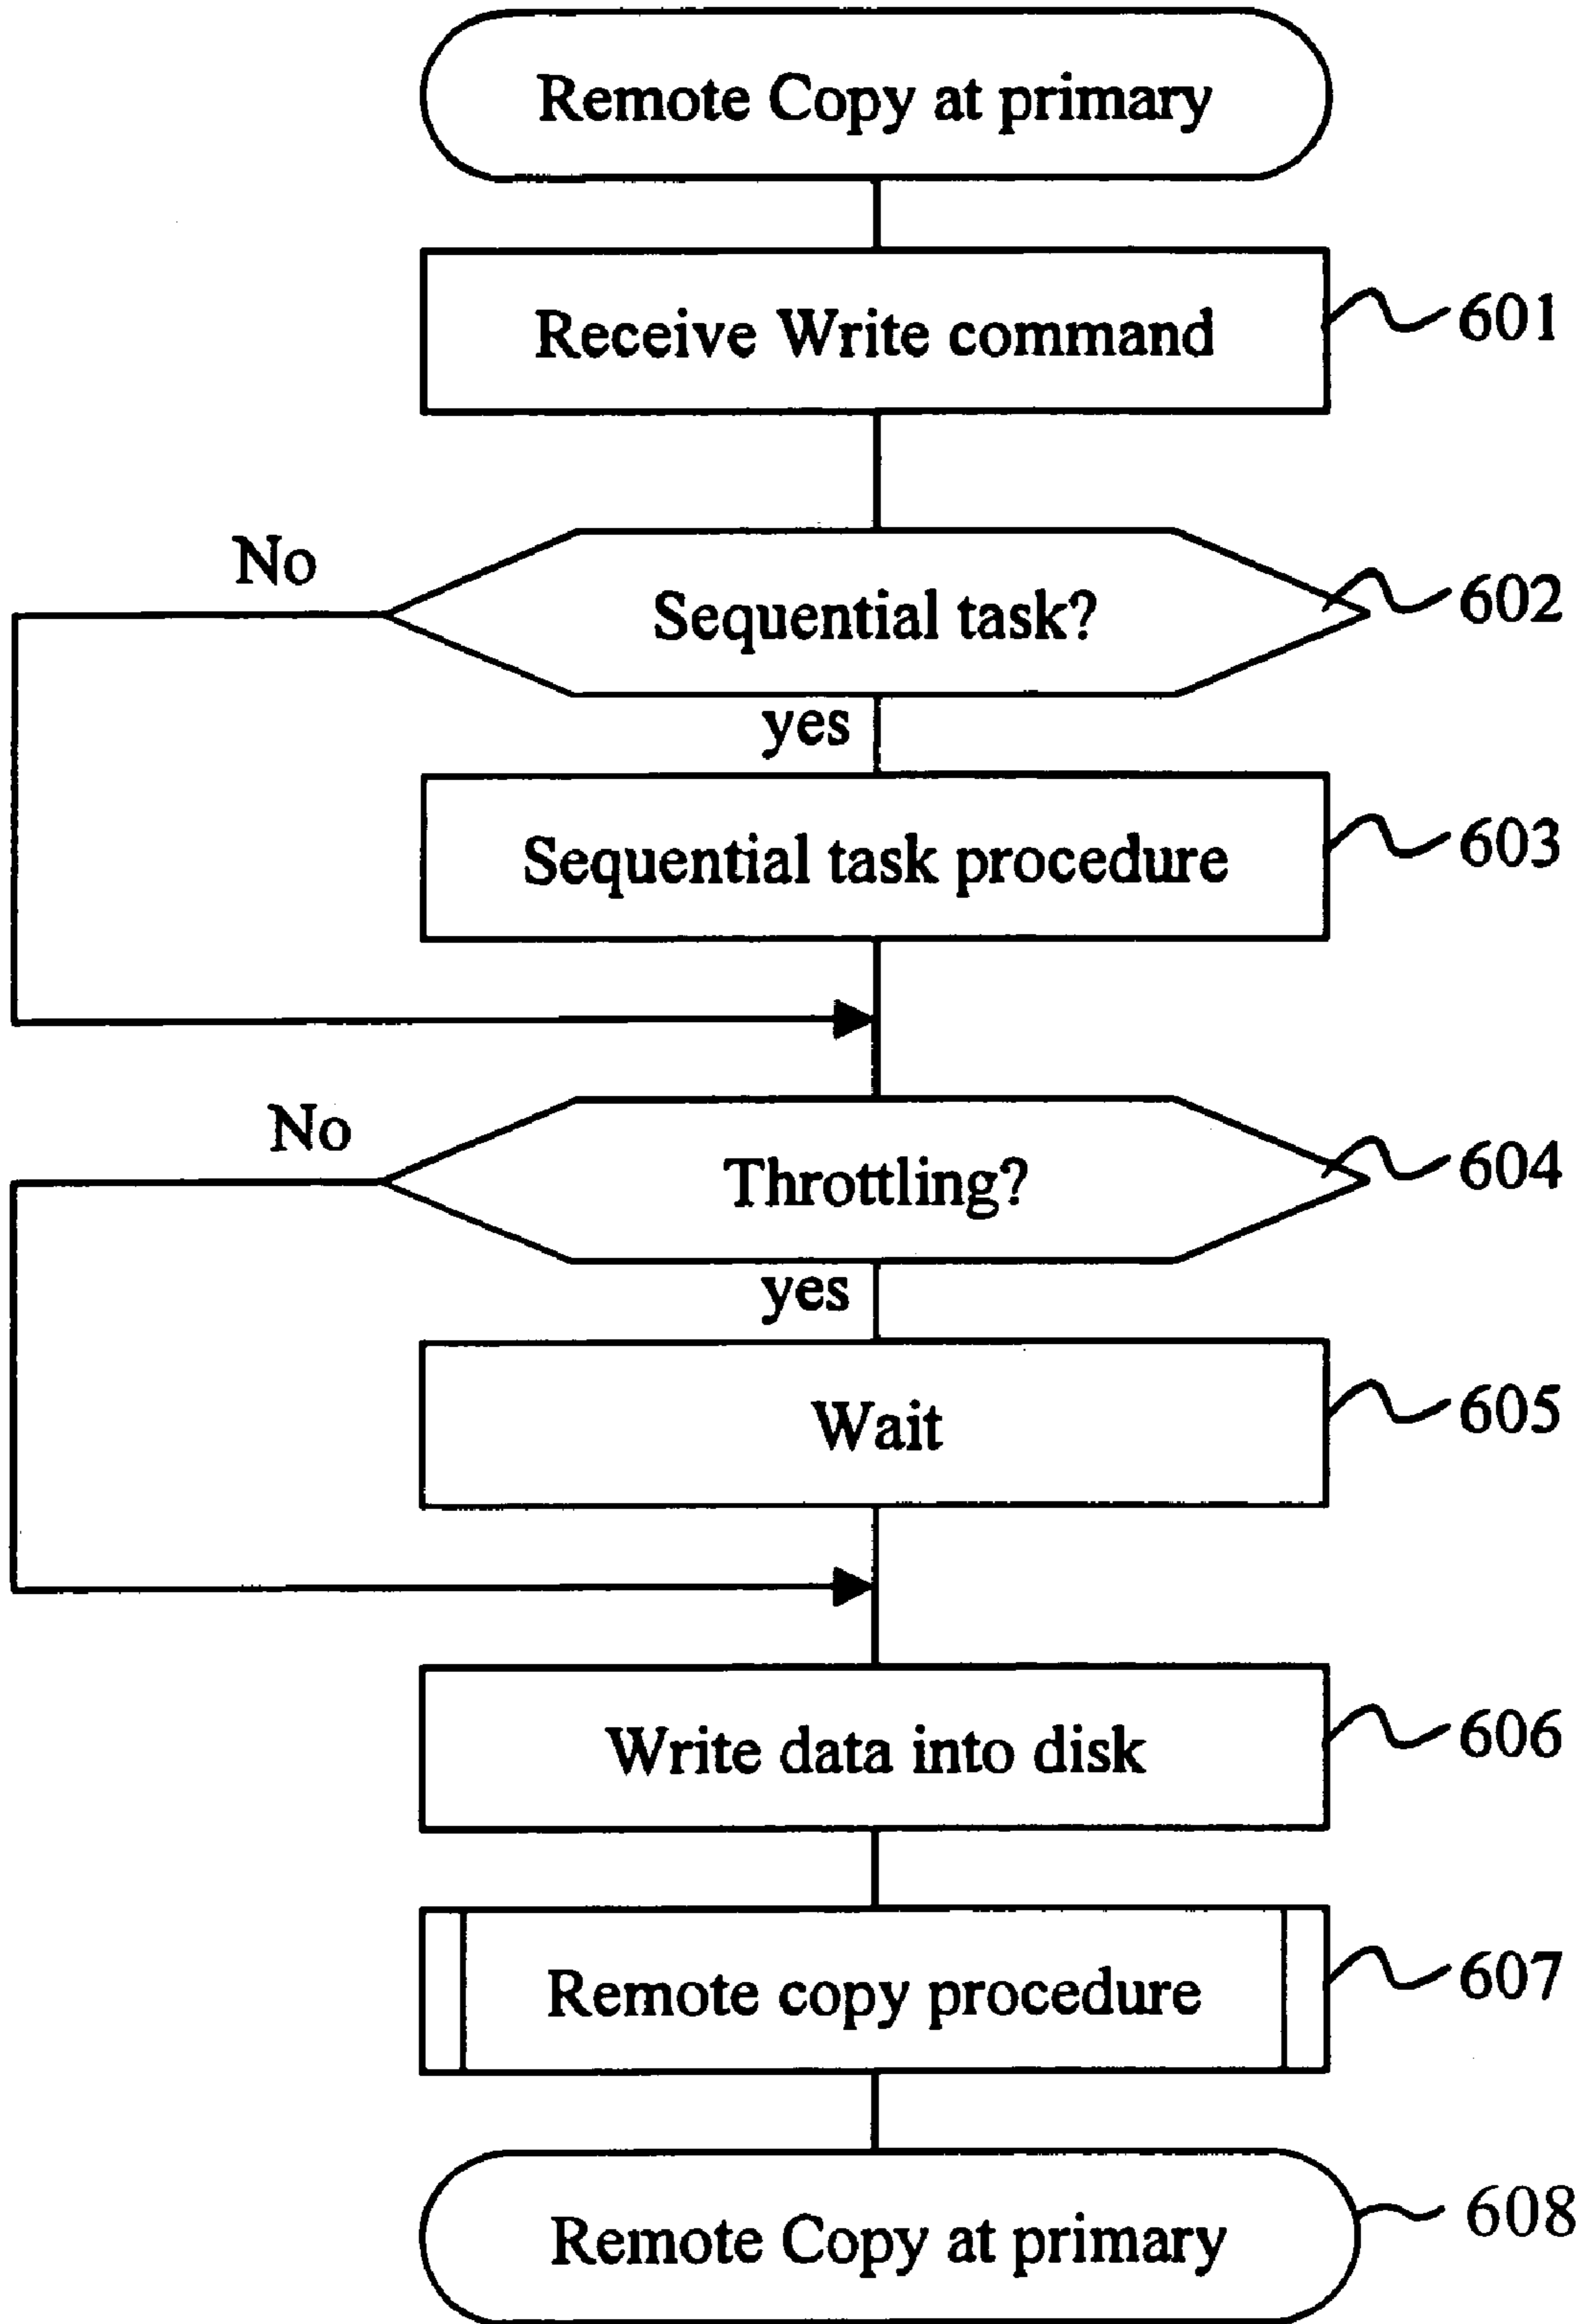 Remote Copy at primary
Receive Write command
601
No
Sequential task?
602
yes
Sequential task procedure
603
No
Throttling?
604
yes
Wait
605
Write data into disk
606
Remote copy procedure
607
Remote Copy at primary
608